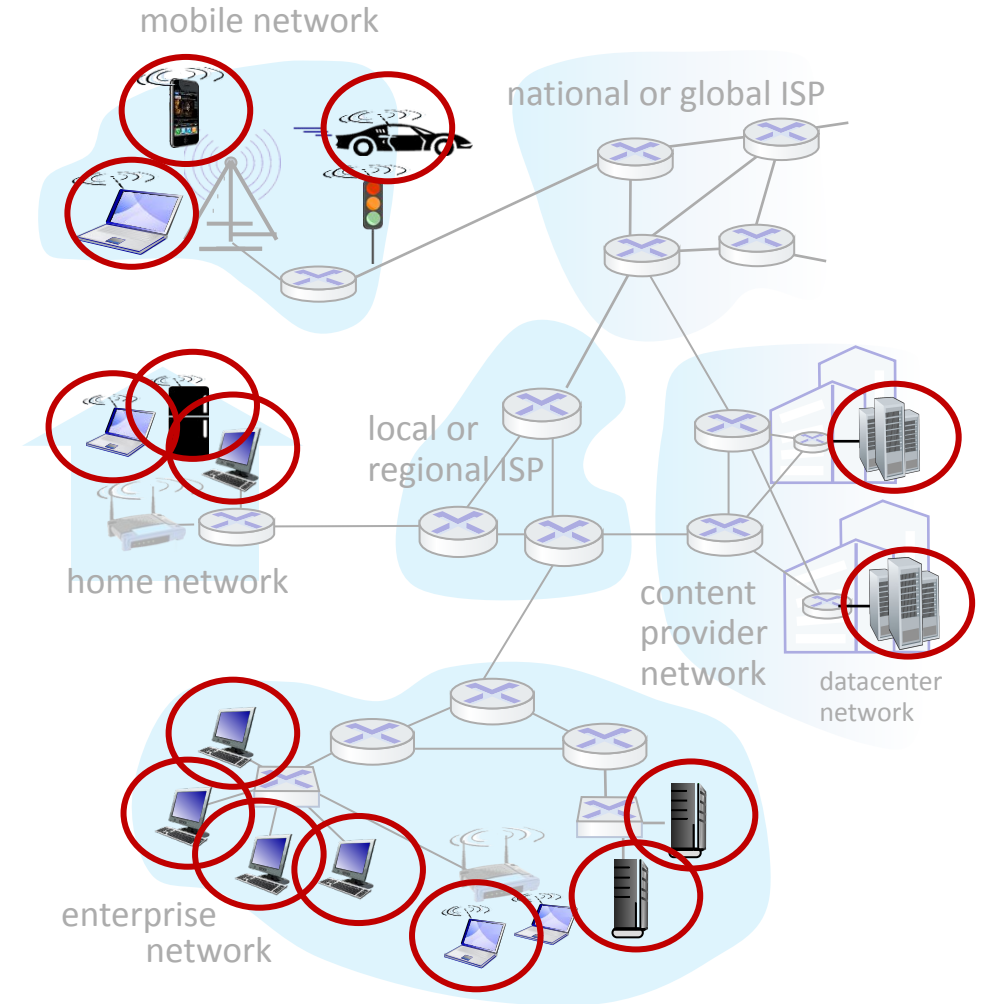 mobile network
national or global ISP
local or
regional ISP
home network
content
provider
network
datacenter
network
enterprise
network